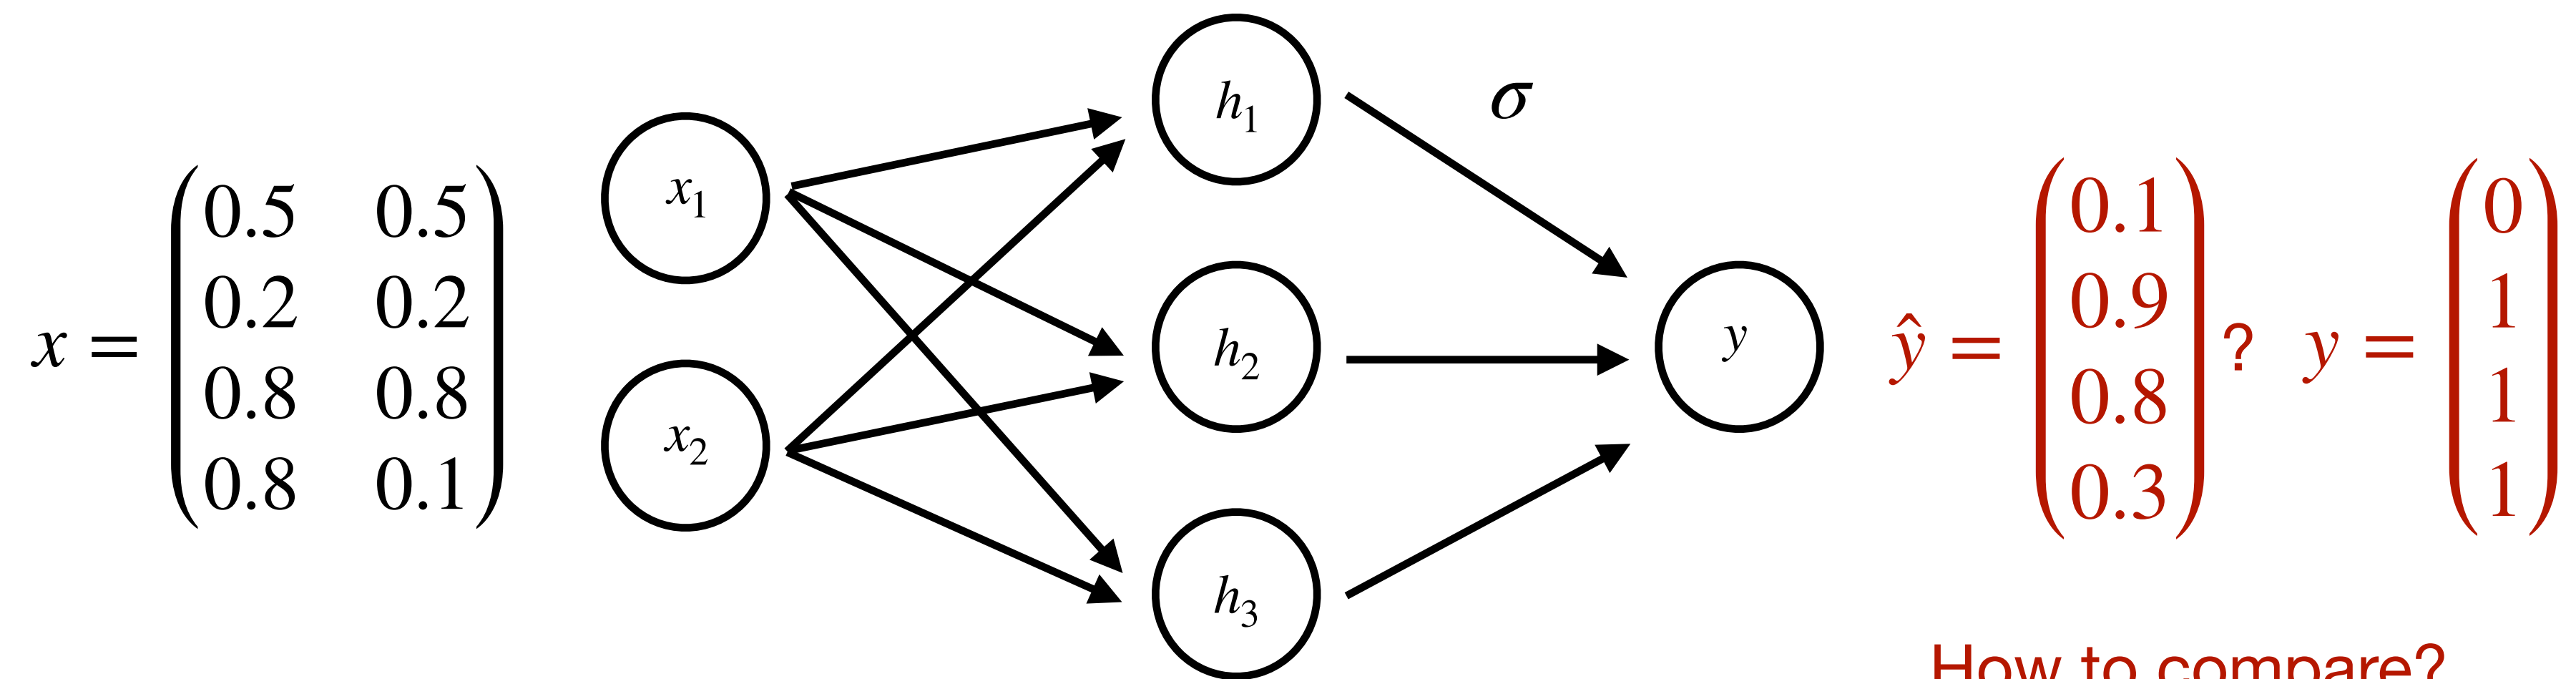 x = (0.5 0.5
0.2 0.2
0.8 0.8
0.8 0.1)
x₁
x₂
h₁
h₂
h₃
σ
y
ŷ = (0.1
0.9
0.8
0.3) ?
y = (0
1
1
1)
How to compare?